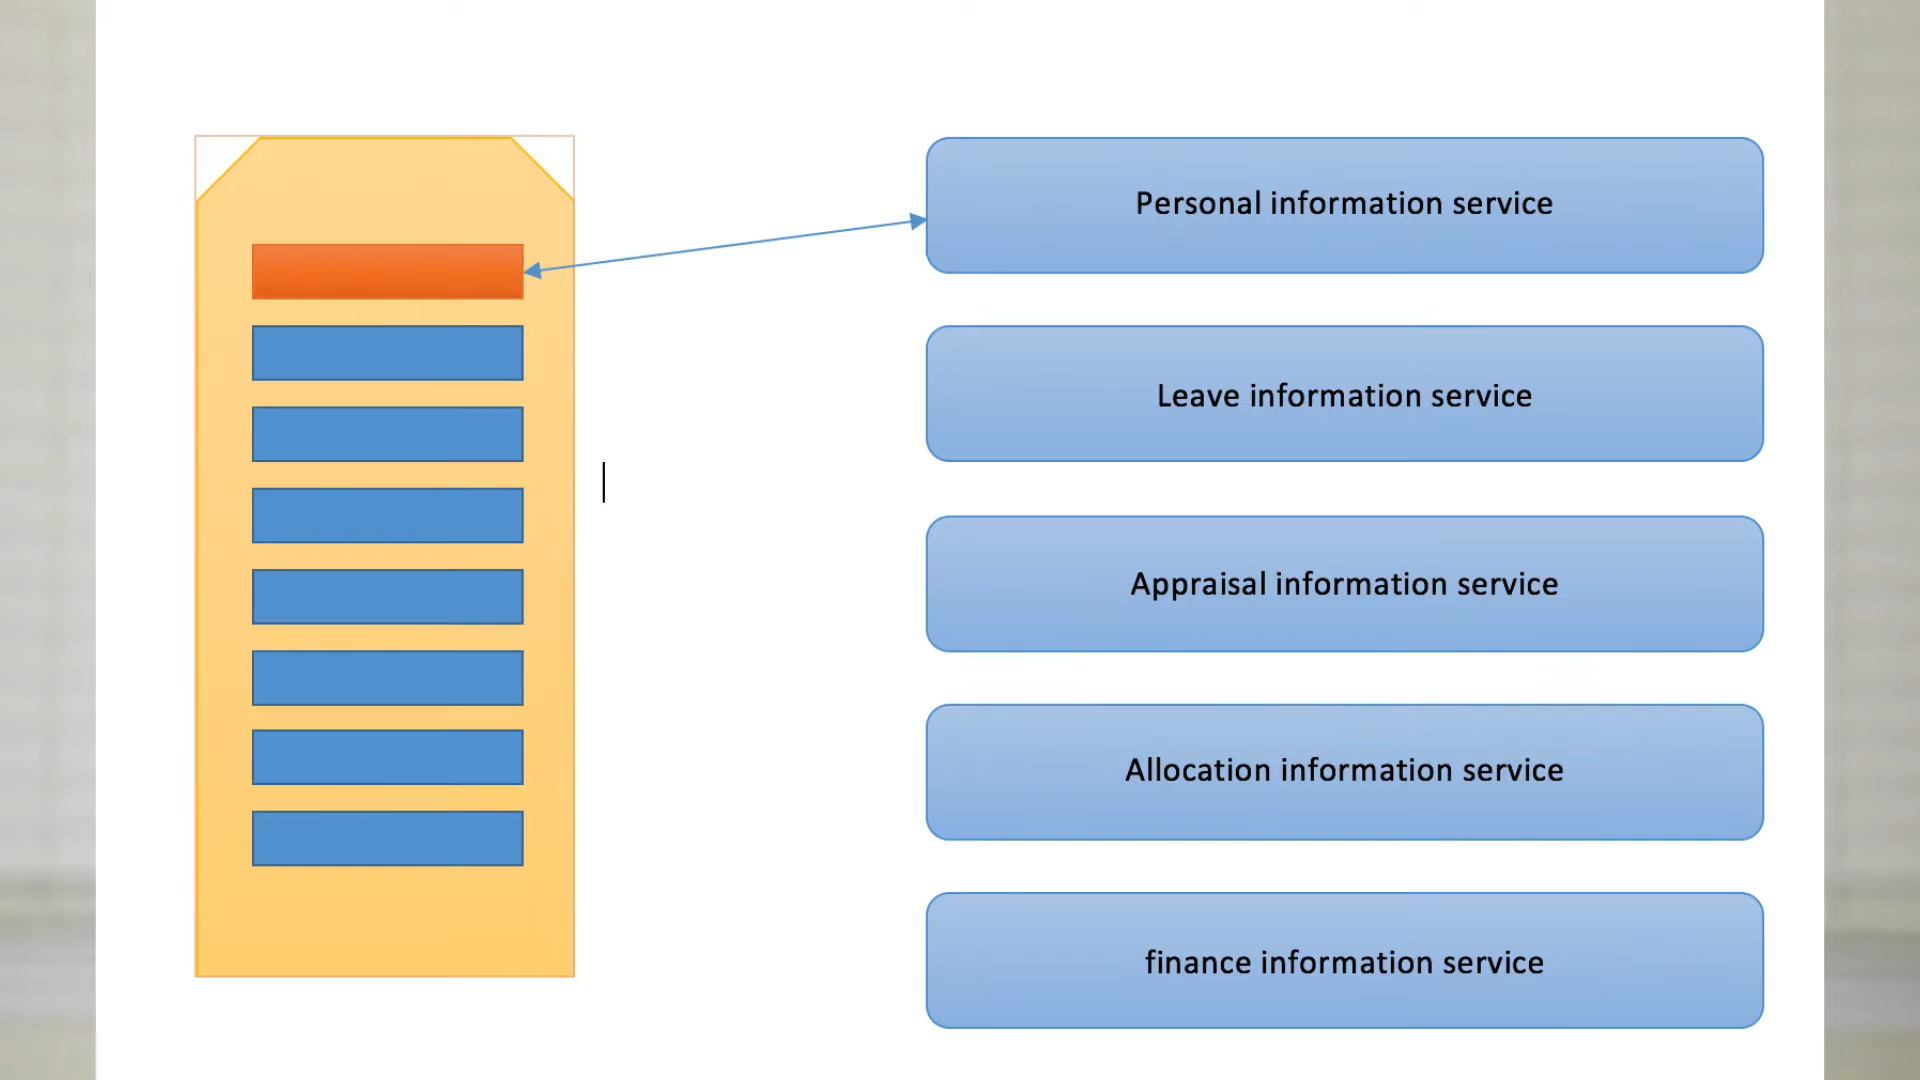 Personal information service
Leave information service
Appraisal information service
Allocation information service
finance information service